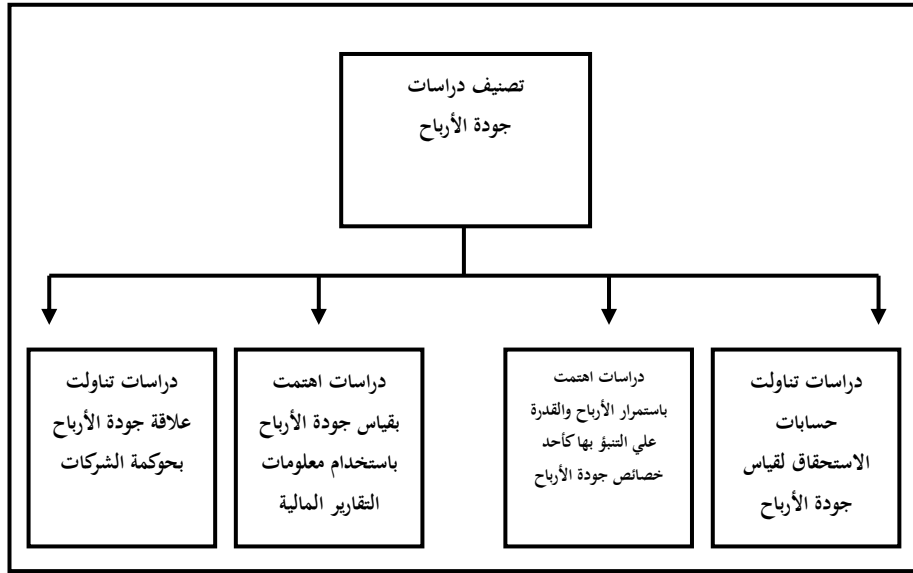 تصنيف دراسات
جودة الأرباح
دراسات تناولت
حسابات
الاستحقاق لقياس
جودة الأرباح
دراسات اهتمت
باستمرار الأرباح والقدرة
علي التنبؤ بها كأحد
خصائص جودة الأرباح
دراسات اهتمت
بقياس جودة الأرباح
باستخدام معلومات
التقارير المالية
دراسات تناولت
علاقة جودة الأرباح
بحوكمة الشركات